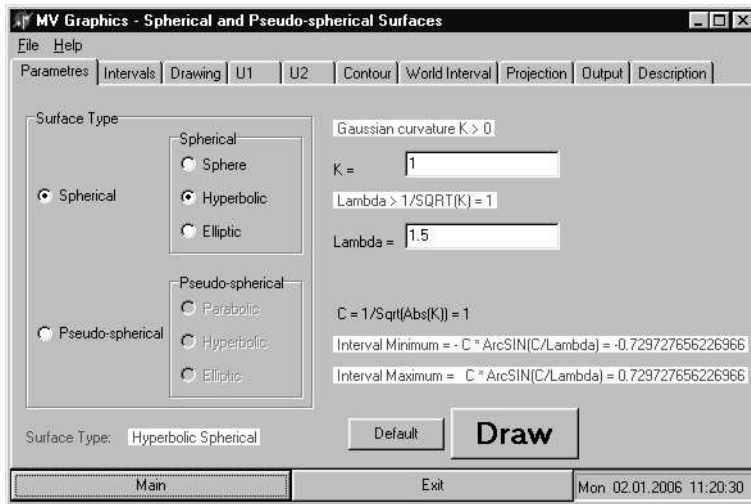 MV Graphics - Spherical and Pseudo-spherical Surfaces
File Help
Parametres Intervals Drawing U1 U2 Contour World Interval Projection Output Description
Surface Type
Spherical
Spherical
Sphere
Hyperbolic
Elliptic
Pseudo-spherical
Pseudo-spherical
Parabolic
Hyperbolic
Elliptic
Gaussian curvature K > 0
K = 1
Lambda > 1/SQRT(K) = 1
Lambda = 1.5
C = 1/Sqrt(Abs(K)) = 1
Interval Minimum = - C * ArcSIN(C/Lambda) = -0.729727656226966
Interval Maximum = C * ArcSIN(C/Lambda) = 0.729727656226966
Surface Type: Hyperbolic Spherical
Default
Draw
Main Exit Mon 02.01.2006 11:20:30